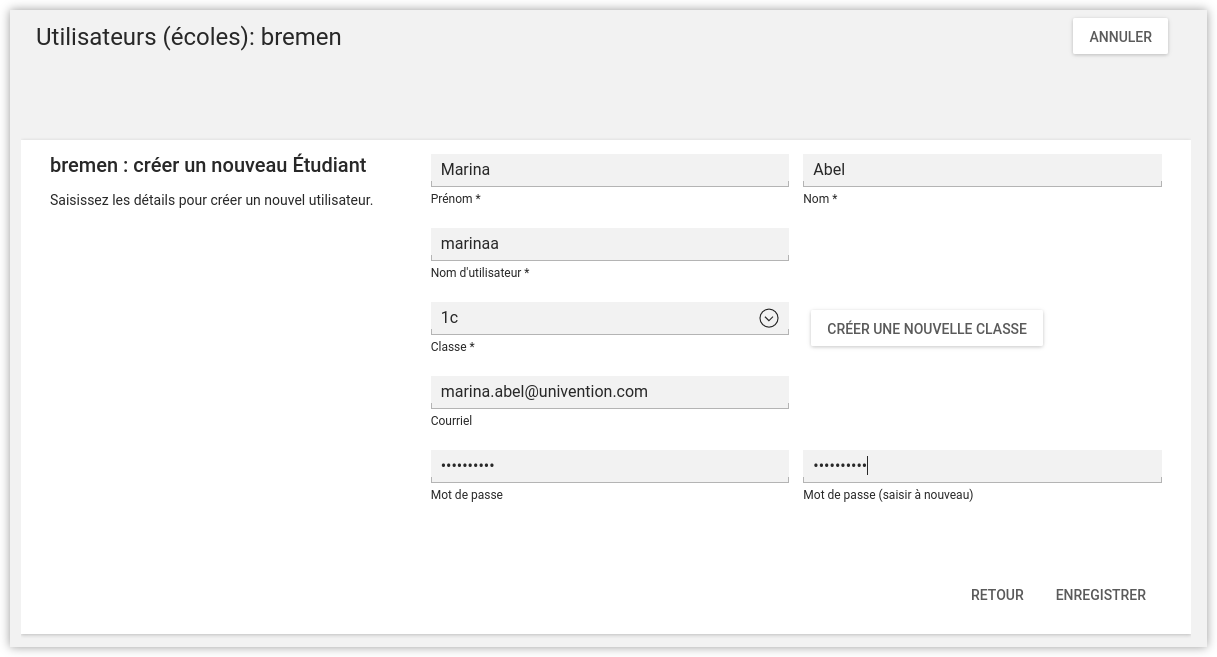 Utilisateurs (écoles): bremen
ANNULER
bremen : créer un nouveau Étudiant
Saisissez les détails pour créer un nouvel utilisateur.
Marina
Abel
Prénom *
Nom *
marinaa
Nom d'utilisateur *
1c
CRÉER UNE NOUVELLE CLASSE
Classe *
marina.abel@univention.com
Courriel
••••••••••
••••••••••
Mot de passe
Mot de passe (saisir à nouveau)
RETOUR
ENREGISTRER